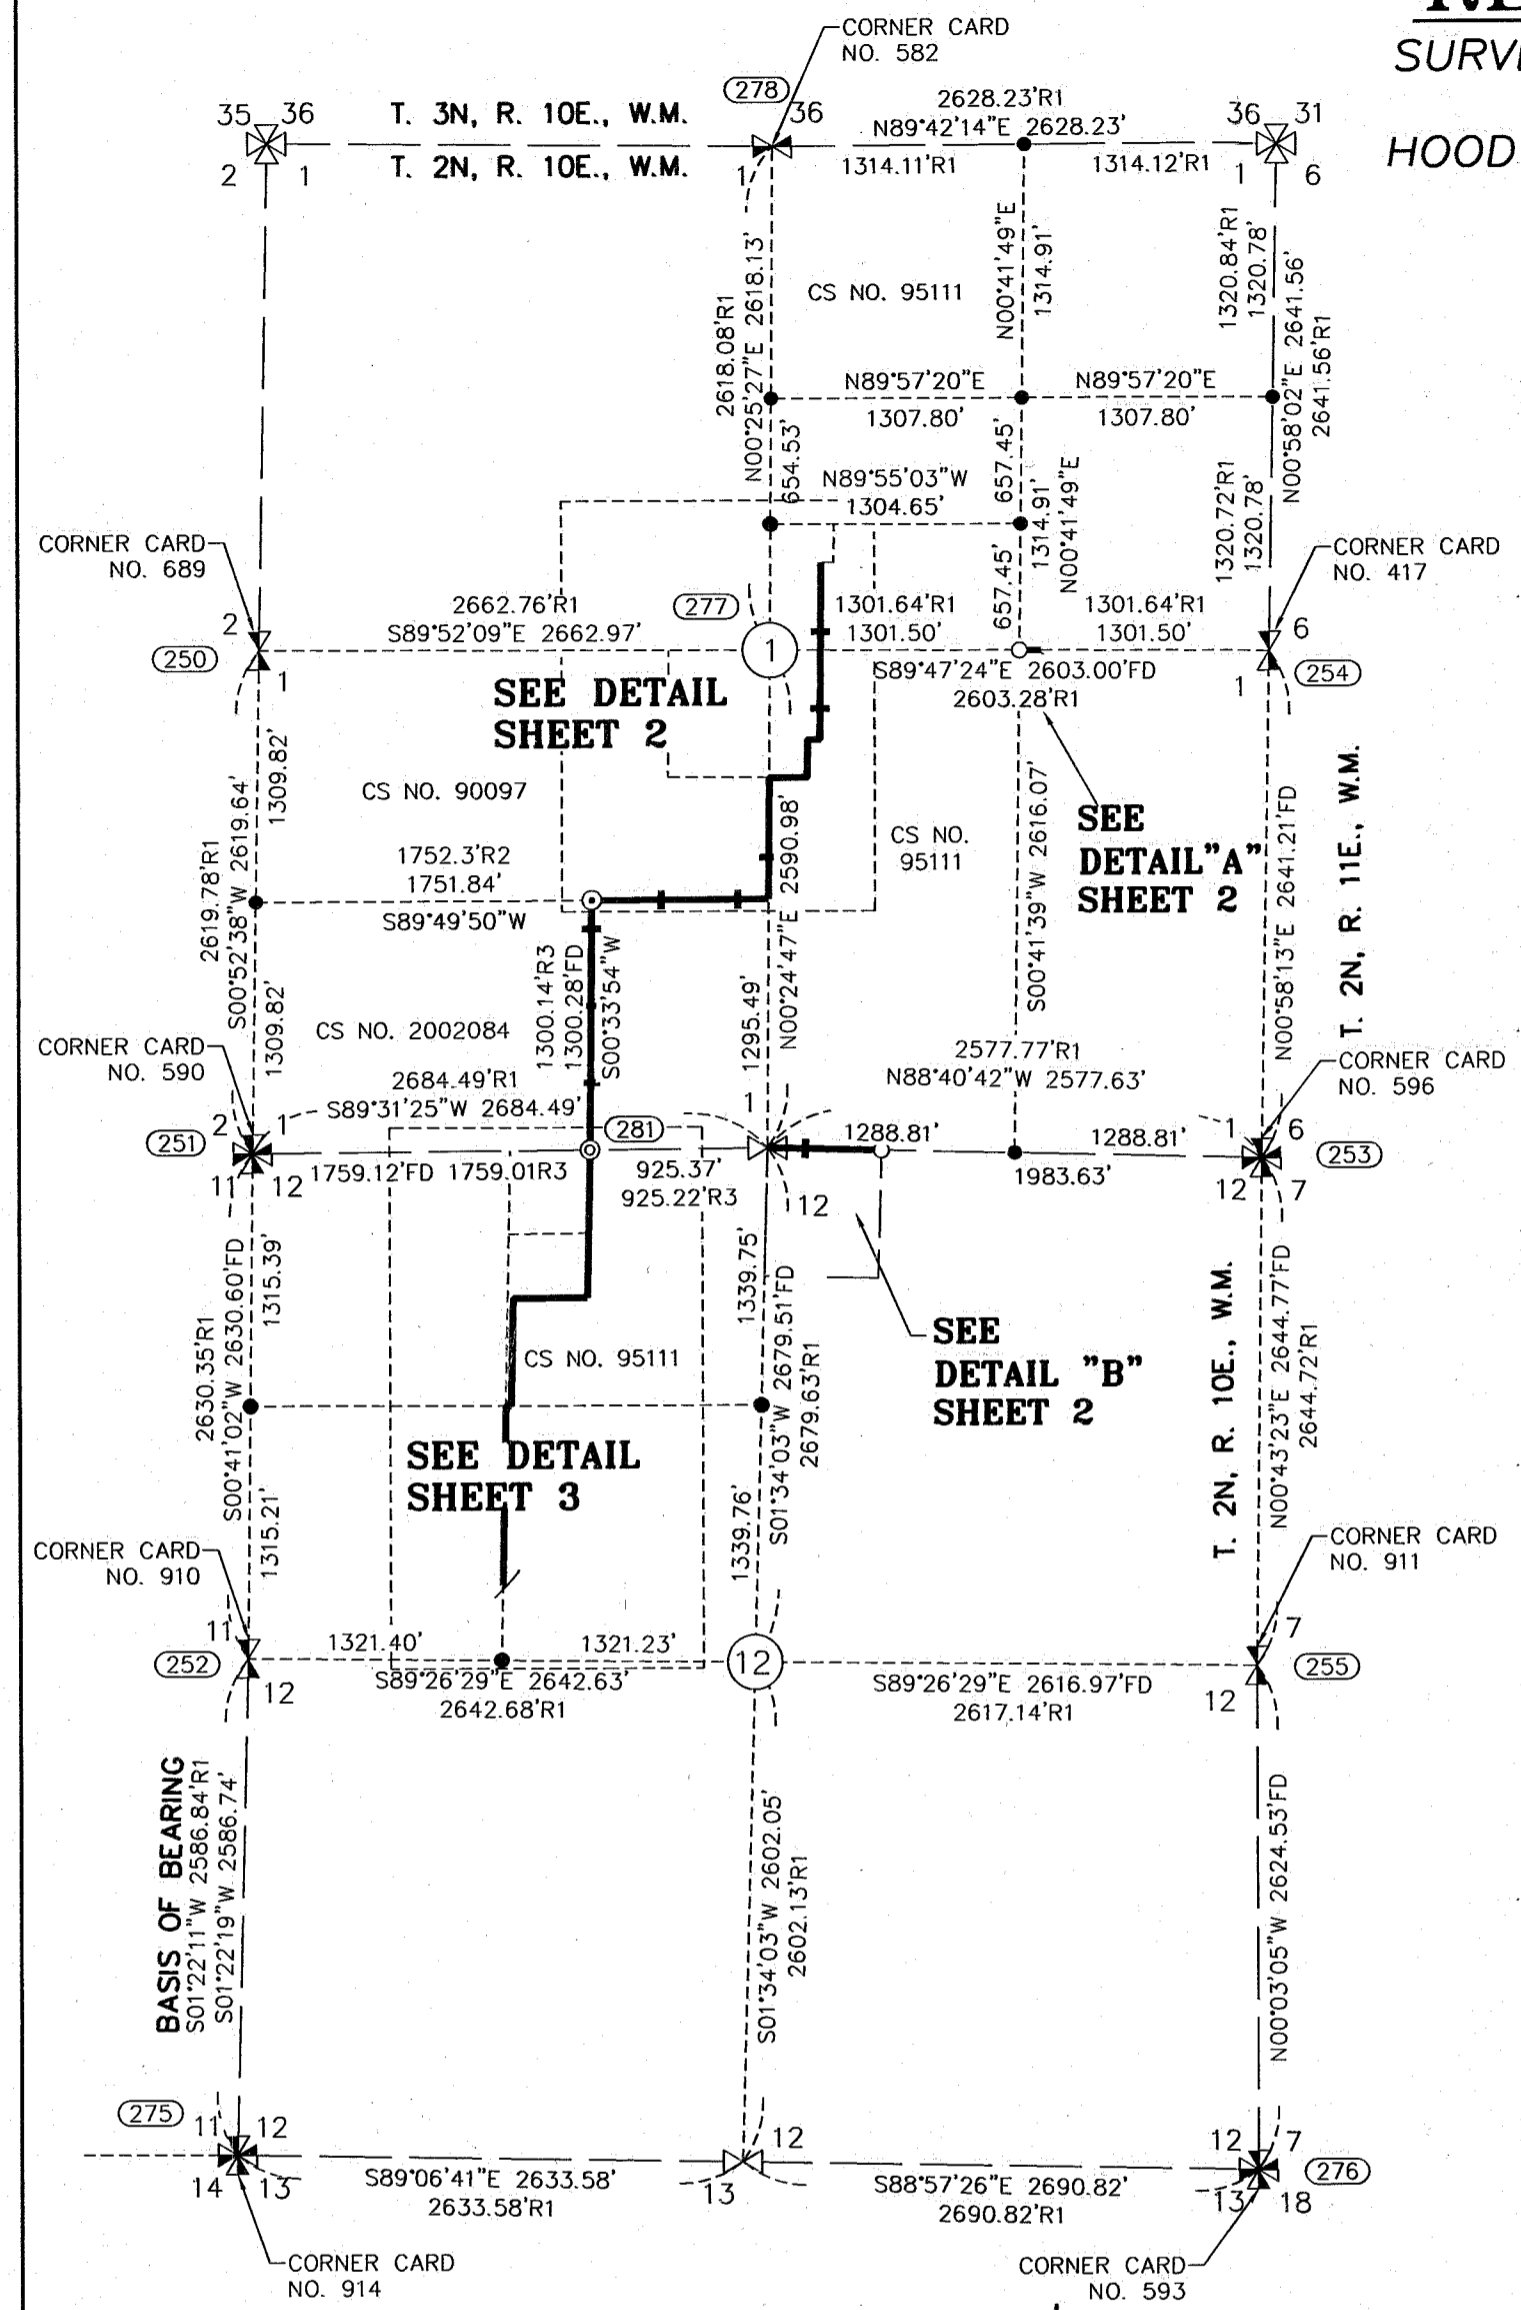 SURVE
HOOD
CORNER CARD
NO. 582
278
35 36
T. 3N, R. 10E., W.M.
36
2628.23'R1
N89°42'14"E 2628.23'
36 31
2 1
T. 2N, R. 10E., W.M.
1
1314.11'R1
1314.12'R1
1 6
2618.08'R1
N00°25'27"E 2618.13'
CS NO. 95111
N00°41'49"E
1314.91'
1320.84'R1
1320.78'
N00°58'02"E 2641.56'
2641.56'R1
N89°57'20"E
1307.80'
N89°57'20"E
1307.80'
654.53'
657.45'
N89°55'03"W
1304.65'
1314.91'
N00°41'49"E
657.45'
1320.72'R1
1320.78'
CORNER CARD
NO. 689
CORNER CARD
NO. 417
2
250
1
2662.76'R1
S89°52'09"E 2662.97'
277
1
1301.64'R1
1301.50'
1301.64'R1
1301.50'
6
254
1
S89°47'24"E 2603.00'FD
2603.28'R1
SEE DETAIL
SHEET 2
2619.78'R1
S00°52'38"W 2619.64'
1309.82'
CS NO. 90097
CS NO.
95111
S00°41'39"W 2616.07'
SEE
DETAIL"A"
SHEET 2
N00°58'13"E 2641.21'FD
T. 2N, R. 11E., W.M.
1752.3'R2
1751.84'
S89°49'50"W
N00°24'47"E 2590.98'
1295.49'
1300.14'R3
1300.28'FD
S00°33'54"W
1309.82'
CS NO. 2002084
CORNER CARD
NO. 590
2684.49'R1
S89°31'25"W 2684.49'
2577.77'R1
N88°40'42"W 2577.63'
CORNER CARD
NO. 596
2 1
251
11 12
1759.12'FD 1759.01R3
281
925.37'
925.22'R3
1
12
1288.81'
1288.81'
1983.63'
1 6
253
12 7
2630.35'R1
S00°41'02"W 2630.60'FD
1315.39'
1339.75'
S01°34'03"W 2679.51'FD
2679.63'R1
CS NO. 95111
SEE
DETAIL "B"
SHEET 2
T. 2N, R. 10E., W.M.
N00°43'23"E 2644.77'FD
2644.72'R1
SEE DETAIL
SHEET 3
1315.21'
1339.76'
CORNER CARD
NO. 910
CORNER CARD
NO. 911
11
252
12
1321.40'
1321.23'
S89°26'29"E 2642.63'
2642.68'R1
12
S89°26'29"E 2616.97'FD
2617.14'R1
7
255
12
BASIS OF BEARING
S01°22'11"W 2586.84'R1
S01°22'19"W 2586.74'
S01°34'03"W 2602.05'
2602.13'R1
N00°03'05"W 2624.53'FD
275
11 12
14 13
S89°06'41"E 2633.58'
2633.58'R1
12
13
S88°57'26"E 2690.82'
2690.82'R1
12 7
276
13 18
CORNER CARD
NO. 914
CORNER CARD
NO. 593